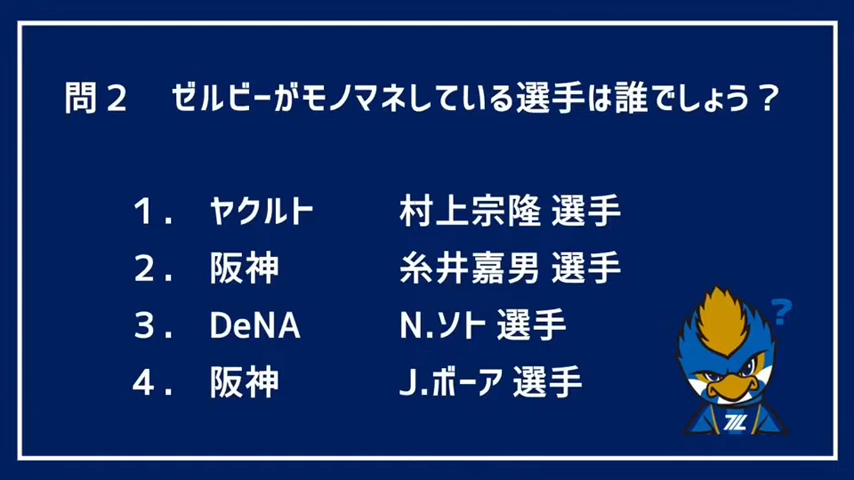 問２　ゼルビーがモノマネしている選手は誰でしょう？
１．　ヤクルト　　村上宗隆 選手
２．　阪神　　糸井嘉男 選手
３．　DeNA　　N.ソト 選手
４．　阪神　　J.ボーア 選手
?